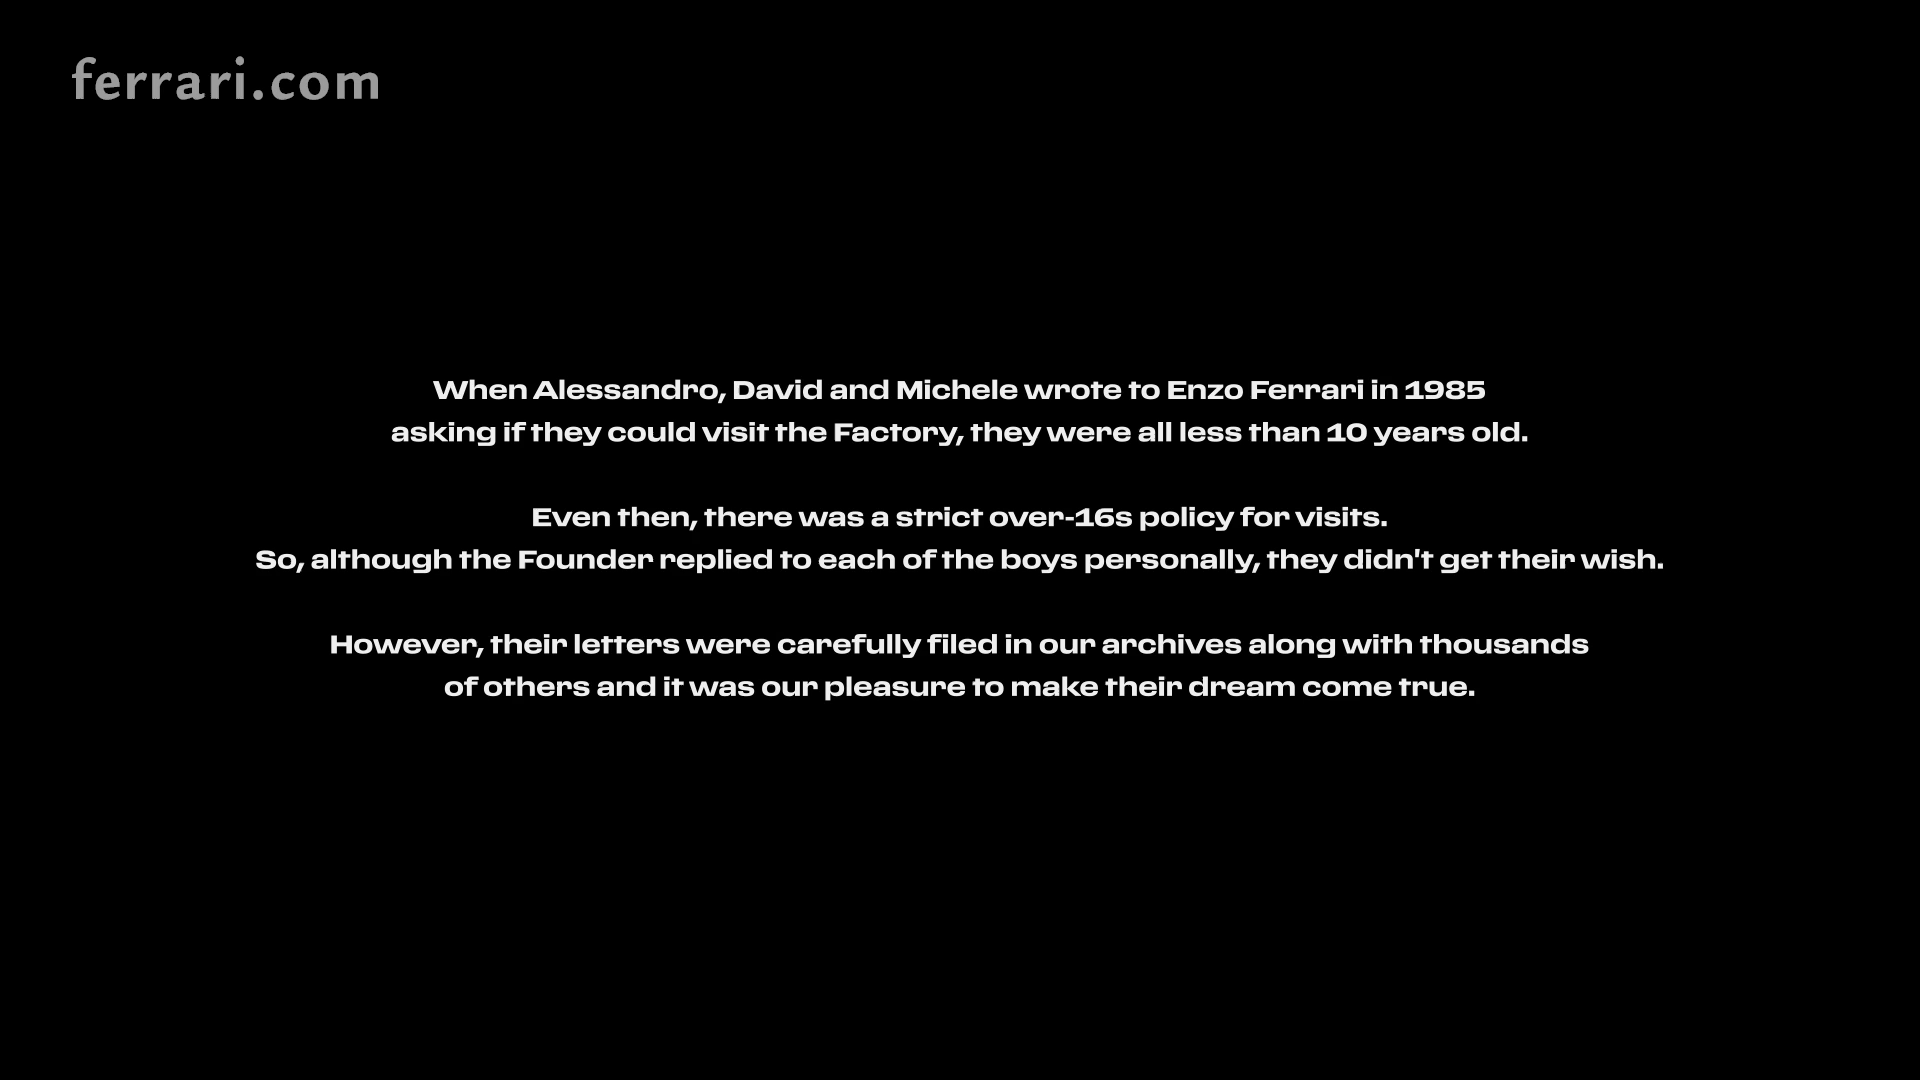 ferrari.com
When Alessandro, David and Michele wrote to Enzo Ferrari in 1985
asking if they could visit the Factory, they were all less than 10 years old.
Even then, there was a strict over-16s policy for visits.
So, although the Founder replied to each of the boys personally, they didn't get their wish.
However, their letters were carefully filed in our archives along with thousands
of others and it was our pleasure to make their dream come true.